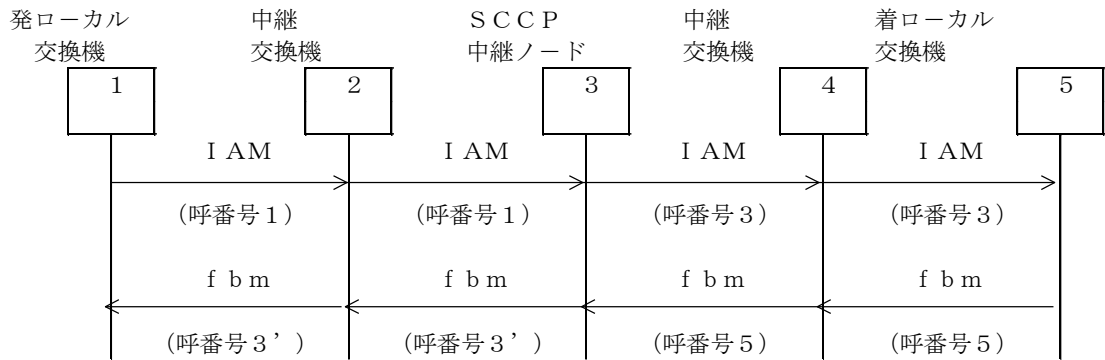 発ローカル 中継 ＳＣＣＰ 中継 着ローカル
交換機 交換機 中継ノード 交換機 交換機
１ ２ ３ ４ ５
ＩＡＭ ＩＡＭ ＩＡＭ ＩＡＭ
（呼番号１） （呼番号１） （呼番号３） （呼番号３）
ｆｂｍ ｆｂｍ ｆｂｍ ｆｂｍ
（呼番号３’） （呼番号３’） （呼番号５） （呼番号５）